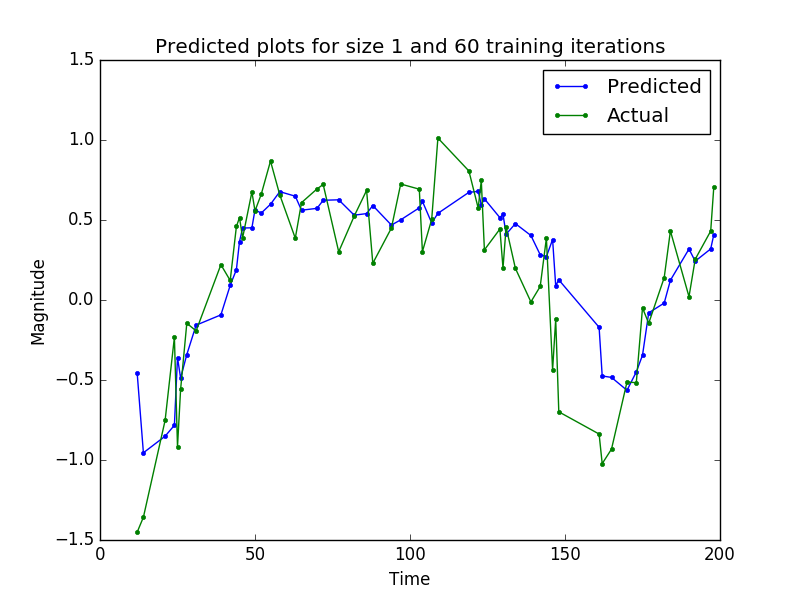 Predicted plots for size 1 and 60 training iterations
Predicted
Actual
1.5
1.0
0.5
0.0
−0.5
−1.0
−1.5
Magnitude
0
50
100
150
200
Time